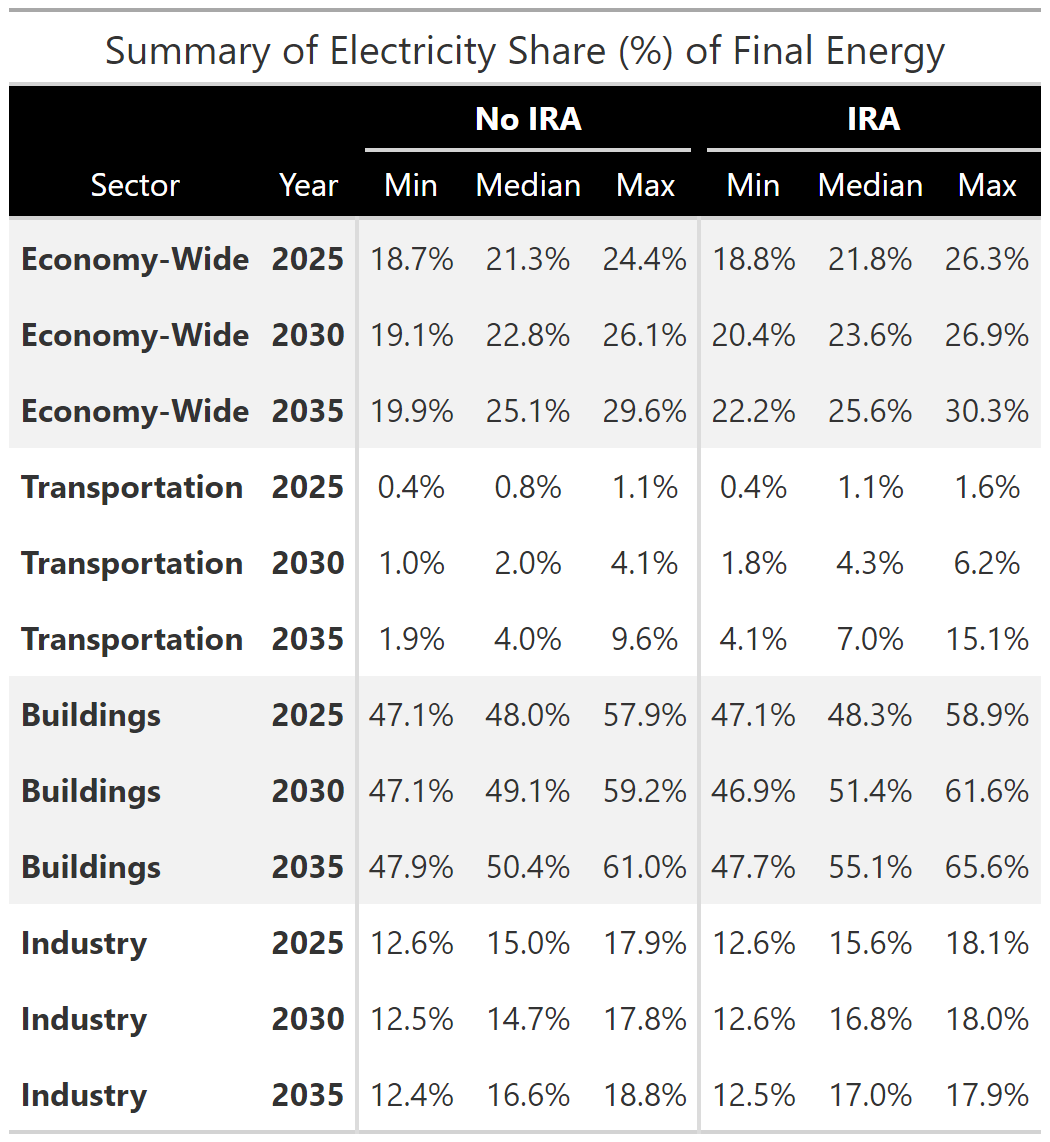 Summary of Electricity Share (%) of Final Energy
No IRA IRA
Sector Year Min Median Max Min Median Max
Economy-Wide 2025 18.7% 21.3% 24.4% 18.8% 21.8% 26.3%
Economy-Wide 2030 19.1% 22.8% 26.1% 20.4% 23.6% 26.9%
Economy-Wide 2035 19.9% 25.1% 29.6% 22.2% 25.6% 30.3%
Transportation 2025 0.4% 0.8% 1.1% 0.4% 1.1% 1.6%
Transportation 2030 1.0% 2.0% 4.1% 1.8% 4.3% 6.2%
Transportation 2035 1.9% 4.0% 9.6% 4.1% 7.0% 15.1%
Buildings 2025 47.1% 48.0% 57.9% 47.1% 48.3% 58.9%
Buildings 2030 47.1% 49.1% 59.2% 46.9% 51.4% 61.6%
Buildings 2035 47.9% 50.4% 61.0% 47.7% 55.1% 65.6%
Industry 2025 12.6% 15.0% 17.9% 12.6% 15.6% 18.1%
Industry 2030 12.5% 14.7% 17.8% 12.6% 16.8% 18.0%
Industry 2035 12.4% 16.6% 18.8% 12.5% 17.0% 17.9%